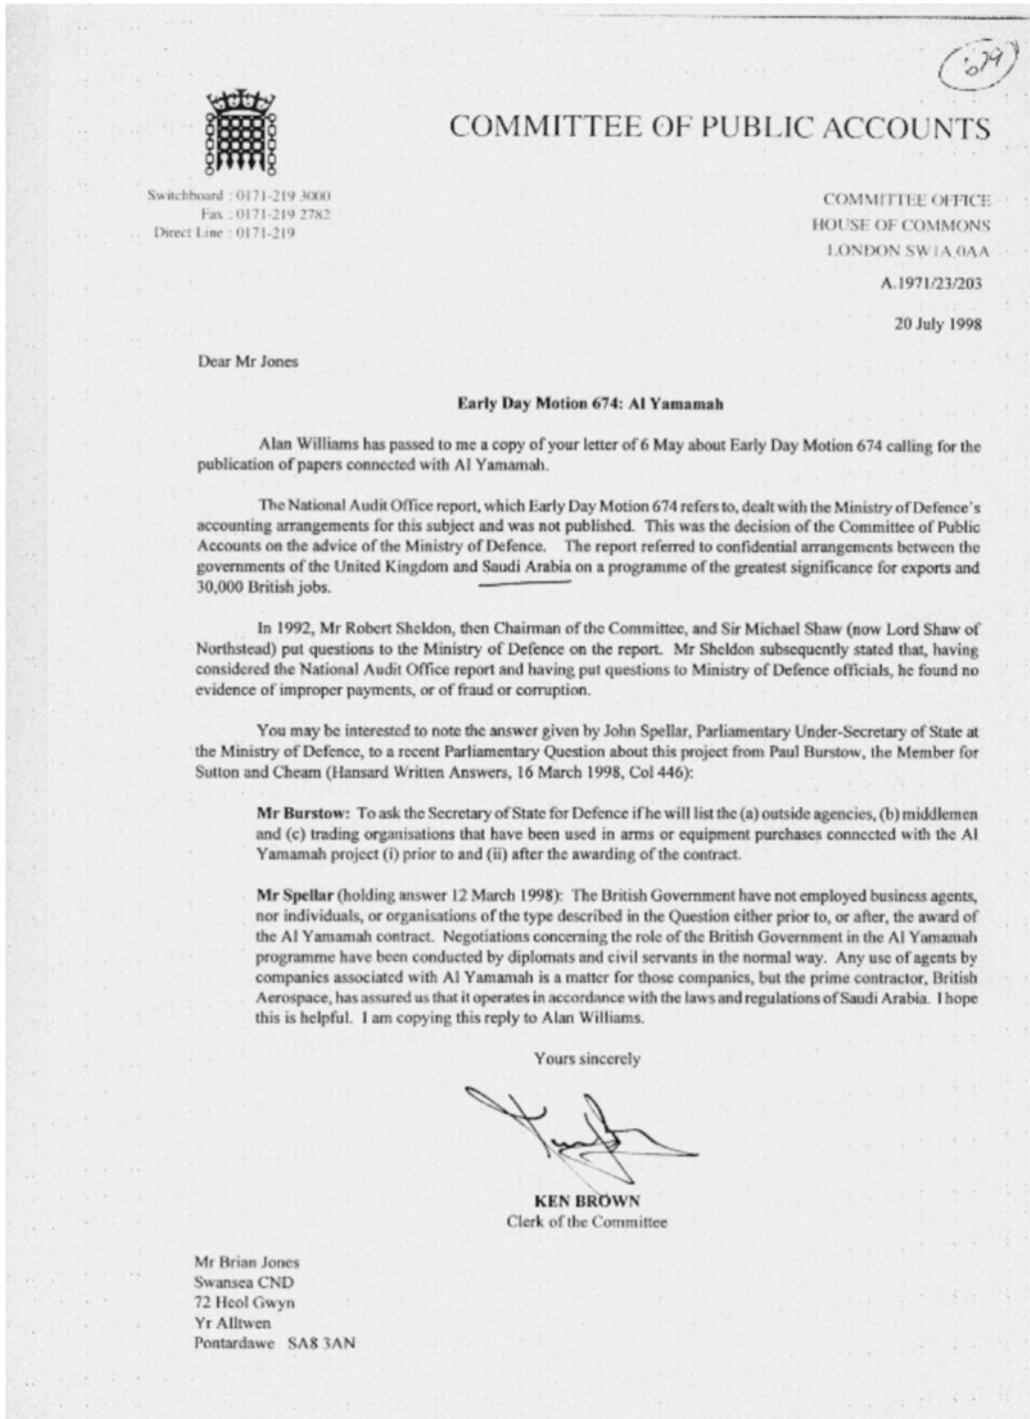 COMMITTEE OF PUBLIC ACCOUNTS
Switchboard : 0171-219 3000
Fax : 0171-219 2782
Direct Line : 0171-219
COMMITTEE OFFICE
HOUSE OF COMMONS
LONDON SW1A 0AA
A.1971/23/203
20 July 1998
Dear Mr Jones
Early Day Motion 674: Al Yamamah
Alan Williams has passed to me a copy of your letter of 6 May about Early Day Motion 674 calling for the
publication of papers connected with Al Yamamah.
The National Audit Office report, which Early Day Motion 674 refers to, dealt with the Ministry of Defence's
accounting arrangements for this subject and was not published. This was the decision of the Committee of Public
Accounts on the advice of the Ministry of Defence. The report referred to confidential arrangements between the
governments of the United Kingdom and Saudi Arabia on a programme of the greatest significance for exports and
30,000 British jobs.
In 1992, Mr Robert Sheldon, then Chairman of the Committee, and Sir Michael Shaw (now Lord Shaw of
Northstead) put questions to the Ministry of Defence on the report. Mr Sheldon subsequently stated that, having
considered the National Audit Office report and having put questions to Ministry of Defence officials, he found no
evidence of improper payments, or of fraud or corruption.
You may be interested to note the answer given by John Spellar, Parliamentary Under-Secretary of State at
the Ministry of Defence, to a recent Parliamentary Question about this project from Paul Burstow, the Member for
Sutton and Cheam (Hansard Written Answers, 16 March 1998, Col 446):
Mr Burstow: To ask the Secretary of State for Defence if he will list the (a) outside agencies, (b) middlemen
and (c) trading organisations that have been used in arms or equipment purchases connected with the Al
Yamamah project (i) prior to and (ii) after the awarding of the contract.
Mr Spellar (holding answer 12 March 1998): The British Government have not employed business agents,
nor individuals, or organisations of the type described in the Question either prior to, or after, the award of
the Al Yamamah contract. Negotiations concerning the role of the British Government in the Al Yamamah
programme have been conducted by diplomats and civil servants in the normal way. Any use of agents by
companies associated with Al Yamamah is a matter for those companies, but the prime contractor, British
Aerospace, has assured us that it operates in accordance with the laws and regulations of Saudi Arabia. I hope
this is helpful. I am copying this reply to Alan Williams.
Yours sincerely
KEN BROWN
Clerk of the Committee
Mr Brian Jones
Swansea CND
72 Heol Gwyn
Yr Alltwen
Pontardawe SA8 3AN